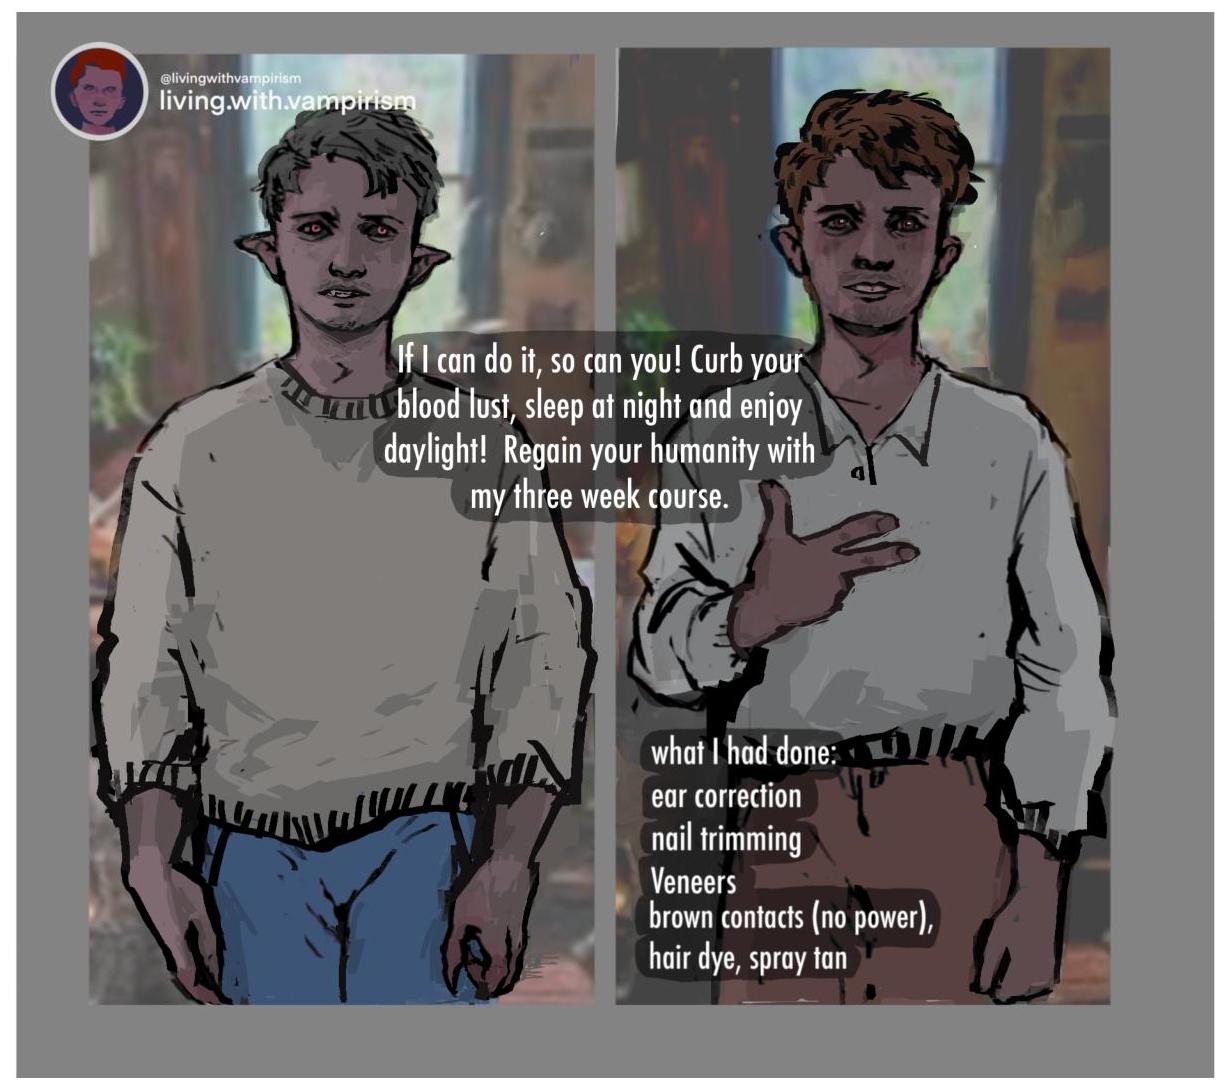 @livingwithvampirism
living.with.vampirism
If I can do it, so can you! Curb your
blood lust, sleep at night and enjoy
daylight!  Regain your humanity with
my three week course.
what I had done:
ear correction
nail trimming
Veneers
brown contacts (no power),
hair dye, spray tan